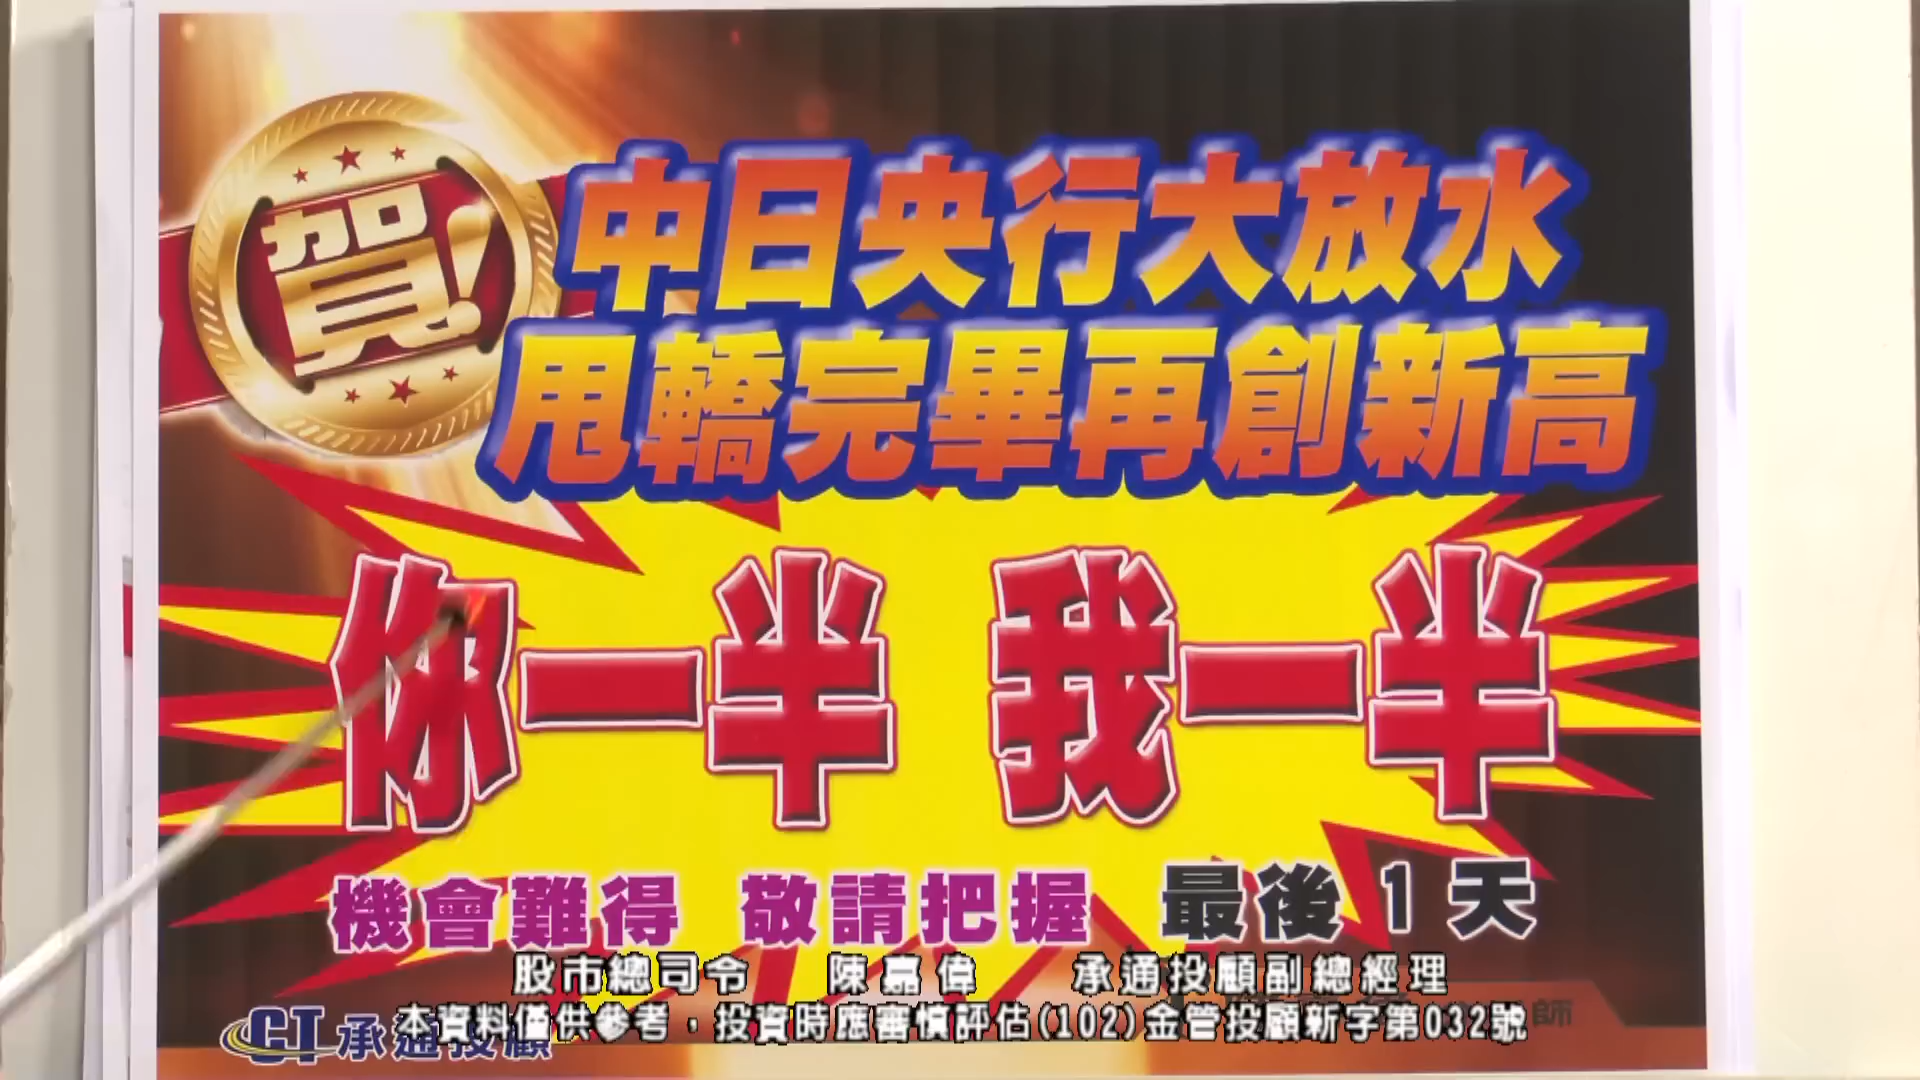 賀!
中日央行大放水
甩轎完畢再創新高
你一半 我一半
機會難得 敬請把握 最後1天
股市總司令 陳嘉偉 承通投顧副總經理
本資料僅供參考，投資時應審慎評估(102)金管投顧新字第032號
CT 承通投顧
師